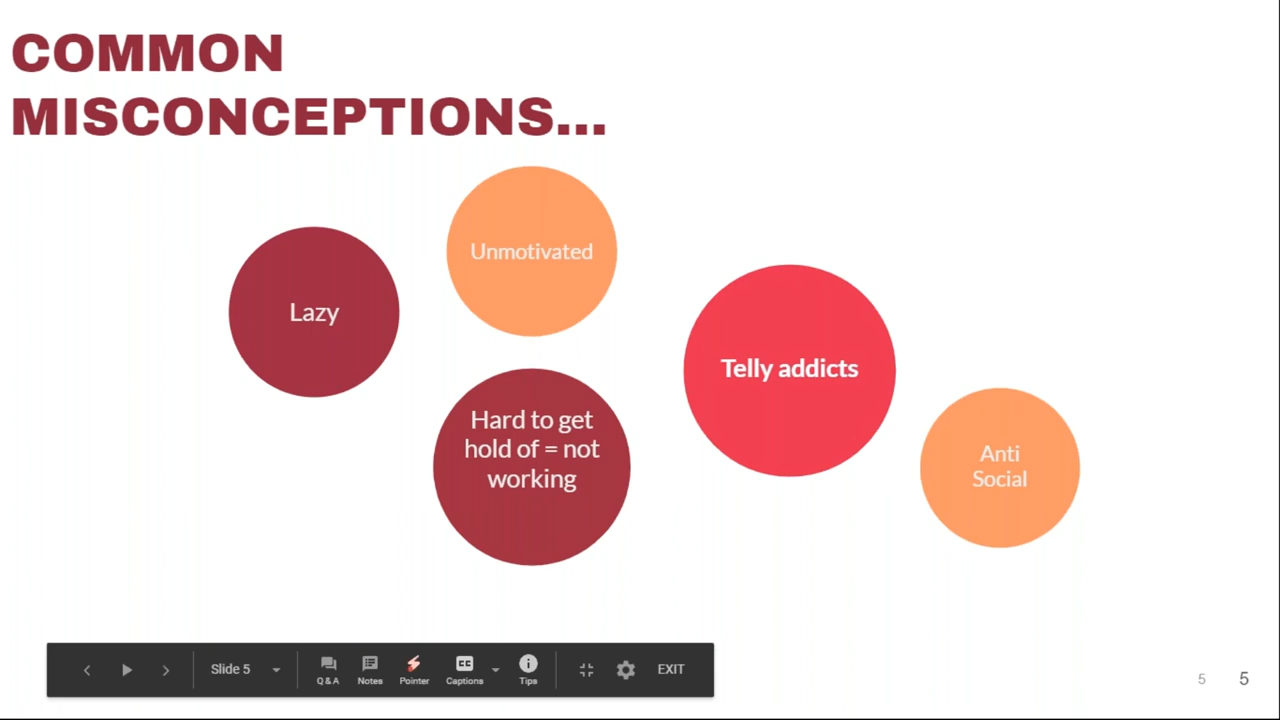 COMMON
MISCONCEPTIONS...
Unmotivated
Lazy
Telly addicts
Hard to get
hold of = not
working
Anti
Social
Slide 5
Q & A
Notes
Pointer
CC
Captions
Tips
EXIT
5
5